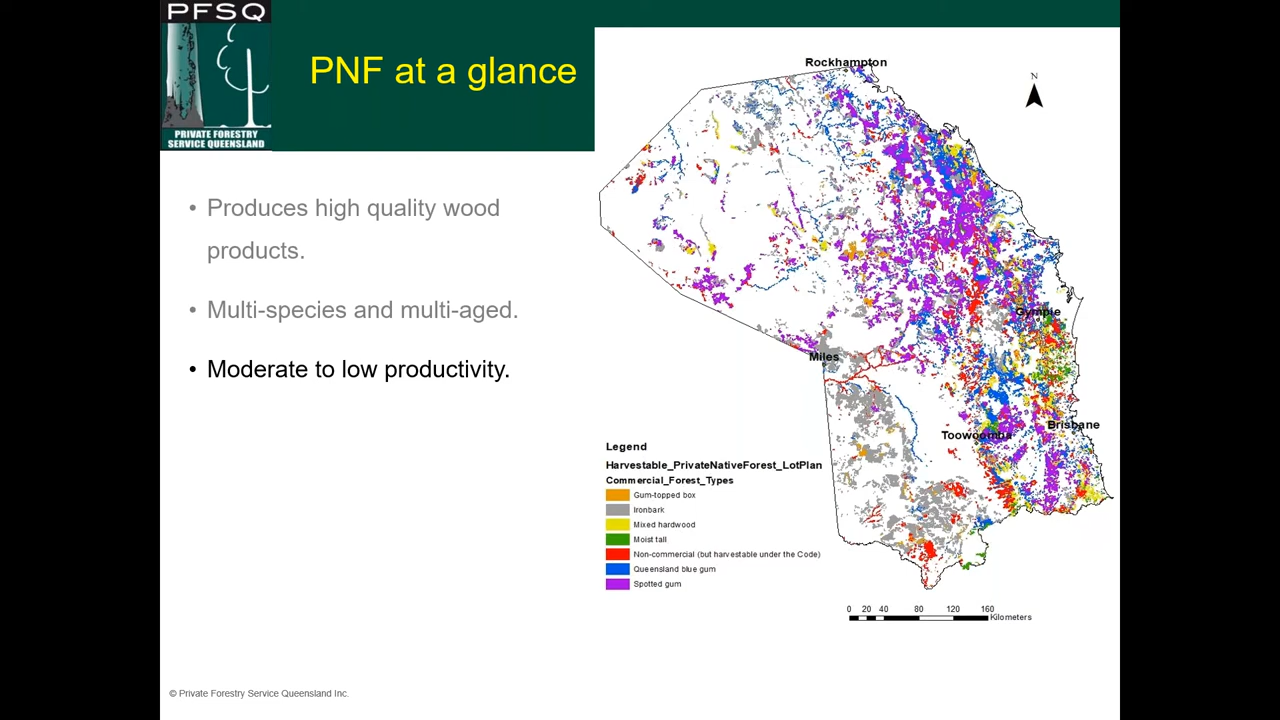 PFSQ
PRIVATE FORESTRY
SERVICE QUEENSLAND
PNF at a glance
• Produces high quality wood
products.
• Multi-species and multi-aged.
• Moderate to low productivity.
Rockhampton
N
Gympie
Miles
Brisbane
Toowoomba
Legend
Harvestable_PrivateNativeForest_LotPlan
Commercial_Forest_Types
Gum-topped box
Ironbark
Mixed hardwood
Moist tall
Non-commercial (but harvestable under the Code)
Queensland blue gum
Spotted gum
0 20 40 80 120 160
Kilometers
© Private Forestry Service Queensland Inc.